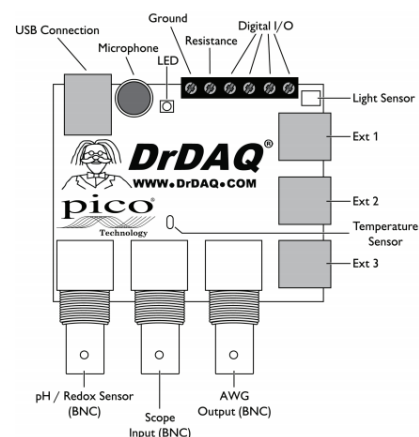 Ground
Digital I/O
USB Connection
Resistance
Microphone
LED
Light Sensor
Ext 1
DrDAQ®
WWW.DrDAQ.COM
Ext 2
pico
Technology
Temperature
Sensor
Ext 3
pH / Redox Sensor
(BNC)
Scope
Input (BNC)
AWG
Output (BNC)